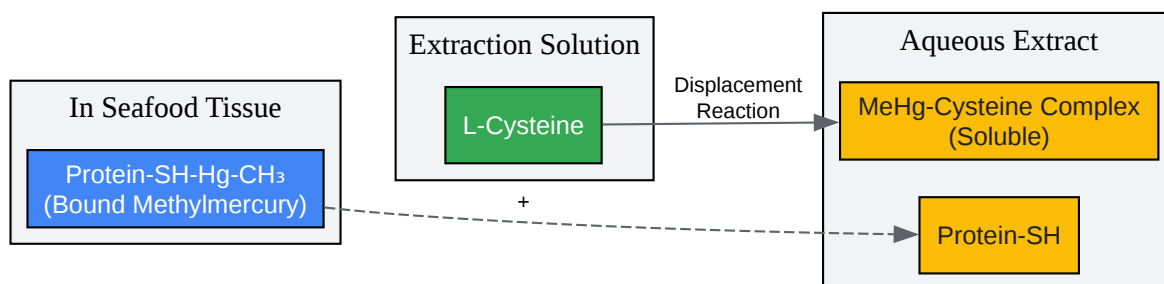 In Seafood Tissue
Protein-SH-Hg-CH₃
(Bound Methylmercury)
Extraction Solution
L-Cysteine
+
Displacement
Reaction
Aqueous Extract
MeHg-Cysteine Complex
(Soluble)
Protein-SH